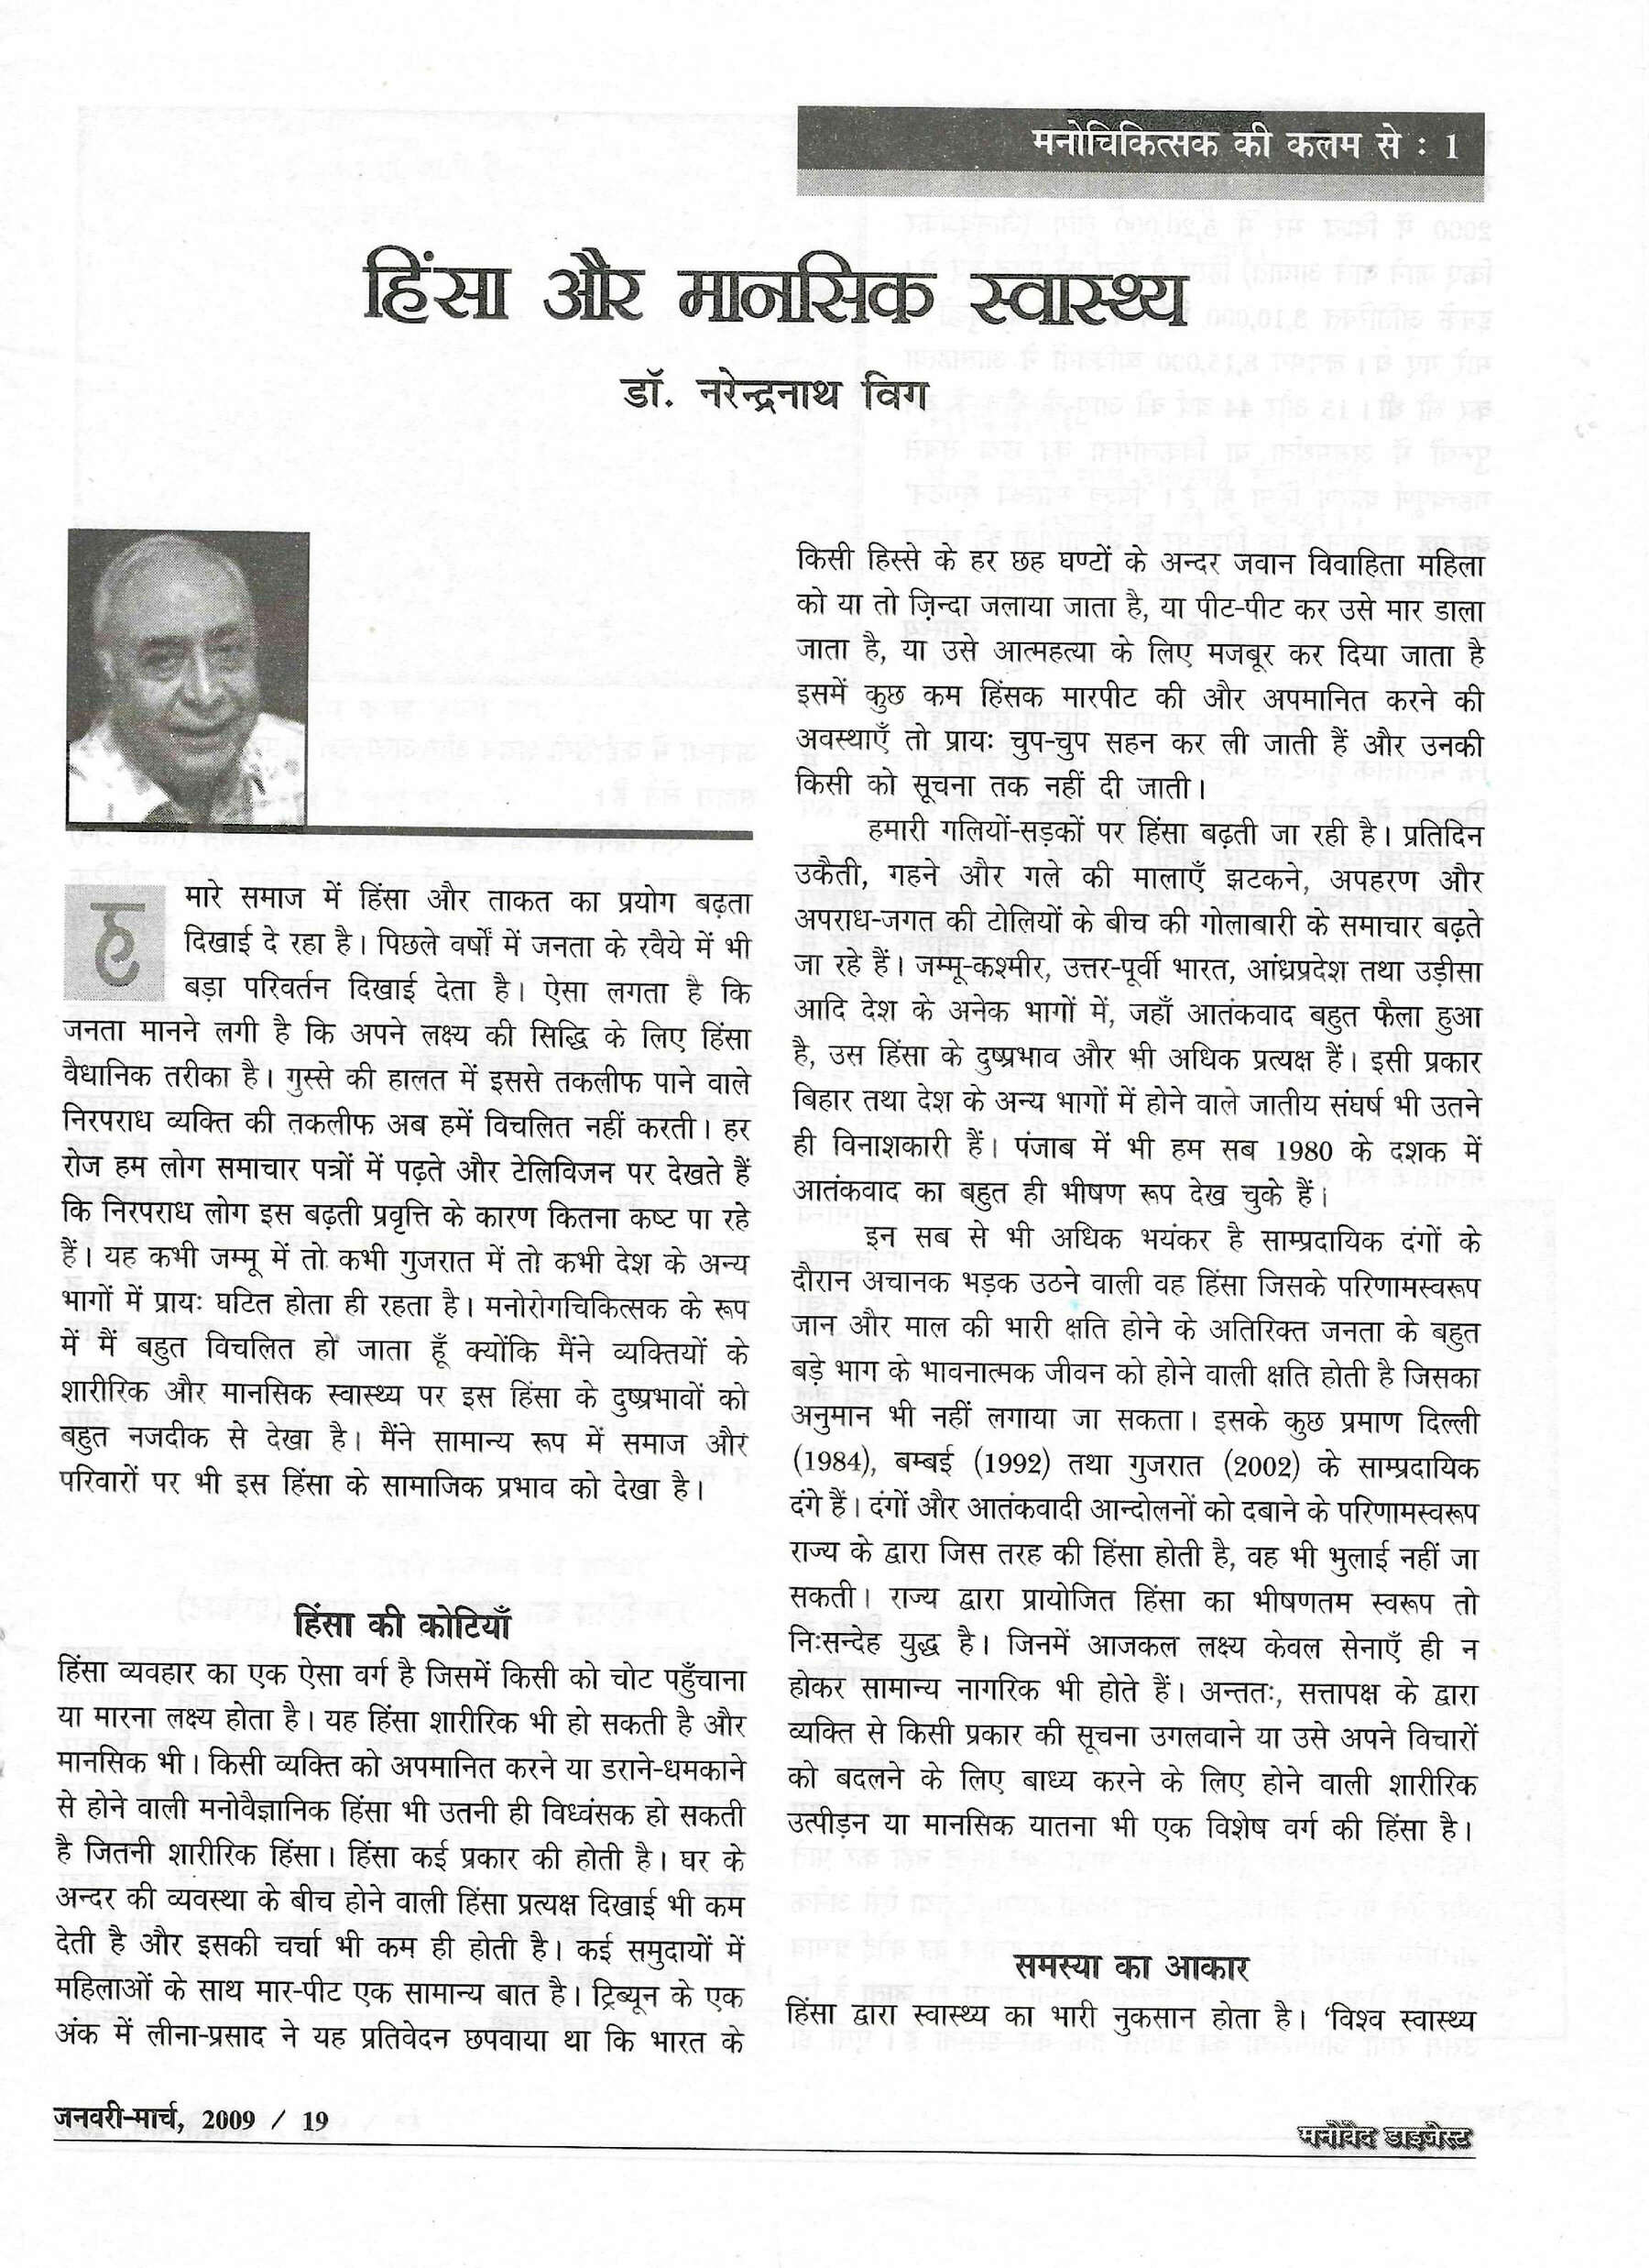 मनोचिकित्सक की कलम से : 1
हिंसा और मानसिक स्वास्थ्य
डॉ. नरेन्द्रनाथ विग
हमारे समाज में हिंसा और ताकत का प्रयोग बढ़ता
दिखाई दे रहा है। पिछले वर्षों में जनता के रवैये में भी
बड़ा परिवर्तन दिखाई देता है। ऐसा लगता है कि
जनता मानने लगी है कि अपने लक्ष्य की सिद्धि के लिए हिंसा
वैधानिक तरीका है। गुस्से की हालत में इससे तकलीफ पाने वाले
निरपराध व्यक्ति की तकलीफ अब हमें विचलित नहीं करती। हर
रोज हम लोग समाचार पत्रों में पढ़ते और टेलिविजन पर देखते हैं
कि निरपराध लोग इस बढ़ती प्रवृत्ति के कारण कितना कष्ट पा रहे
हैं। यह कभी जम्मू में तो कभी गुजरात में तो कभी देश के अन्य
भागों में प्रायः घटित होता ही रहता है। मनोरोगचिकित्सक के रूप
में मैं बहुत विचलित हो जाता हूँ क्योंकि मैंने व्यक्तियों के
शारीरिक और मानसिक स्वास्थ्य पर इस हिंसा के दुष्प्रभावों को
बहुत नजदीक से देखा है। मैंने सामान्य रूप में समाज और
परिवारों पर भी इस हिंसा के सामाजिक प्रभाव को देखा है।
हिंसा की कोटियाँ
हिंसा व्यवहार का एक ऐसा वर्ग है जिसमें किसी को चोट पहुँचाना
या मारना लक्ष्य होता है। यह हिंसा शारीरिक भी हो सकती है और
मानसिक भी। किसी व्यक्ति को अपमानित करने या डराने-धमकाने
से होने वाली मनोवैज्ञानिक हिंसा भी उतनी ही विध्वंसक हो सकती
है जितनी शारीरिक हिंसा। हिंसा कई प्रकार की होती है। घर के
अन्दर की व्यवस्था के बीच होने वाली हिंसा प्रत्यक्ष दिखाई भी कम
देती है और इसकी चर्चा भी कम ही होती है। कई समुदायों में
महिलाओं के साथ मार-पीट एक सामान्य बात है। ट्रिब्यून के एक
अंक में लीना-प्रसाद ने यह प्रतिवेदन छपवाया था कि भारत के
किसी हिस्से के हर छह घण्टों के अन्दर जवान विवाहिता महिला
को या तो ज़िन्दा जलाया जाता है, या पीट-पीट कर उसे मार डाला
जाता है, या उसे आत्महत्या के लिए मजबूर कर दिया जाता है
इसमें कुछ कम हिंसक मारपीट की और अपमानित करने की
अवस्थाएँ तो प्रायः चुप-चुप सहन कर ली जाती हैं और उनकी
किसी को सूचना तक नहीं दी जाती।
हमारी गलियों-सड़कों पर हिंसा बढ़ती जा रही है। प्रतिदिन
उकैती, गहने और गले की मालाएँ झटकने, अपहरण और
अपराध-जगत की टोलियों के बीच की गोलाबारी के समाचार बढ़ते
जा रहे हैं। जम्मू-कश्मीर, उत्तर-पूर्वी भारत, आंध्रप्रदेश तथा उड़ीसा
आदि देश के अनेक भागों में, जहाँ आतंकवाद बहुत फैला हुआ
है, उस हिंसा के दुष्प्रभाव और भी अधिक प्रत्यक्ष हैं। इसी प्रकार
बिहार तथा देश के अन्य भागों में होने वाले जातीय संघर्ष भी उतने
ही विनाशकारी हैं। पंजाब में भी हम सब 1980 के दशक में
आतंकवाद का बहुत ही भीषण रूप देख चुके हैं।
इन सब से भी अधिक भयंकर है साम्प्रदायिक दंगों के
दौरान अचानक भड़क उठने वाली वह हिंसा जिसके परिणामस्वरूप
जान और माल की भारी क्षति होने के अतिरिक्त जनता के बहुत
बड़े भाग के भावनात्मक जीवन को होने वाली क्षति होती है जिसका
अनुमान भी नहीं लगाया जा सकता। इसके कुछ प्रमाण दिल्ली
(1984), बम्बई (1992) तथा गुजरात (2002) के साम्प्रदायिक
दंगे हैं। दंगों और आतंकवादी आन्दोलनों को दबाने के परिणामस्वरूप
राज्य के द्वारा जिस तरह की हिंसा होती है, वह भी भुलाई नहीं जा
सकती। राज्य द्वारा प्रायोजित हिंसा का भीषणतम स्वरूप तो
निःसन्देह युद्ध है। जिनमें आजकल लक्ष्य केवल सेनाएँ ही न
होकर सामान्य नागरिक भी होते हैं। अन्ततः, सत्तापक्ष के द्वारा
व्यक्ति से किसी प्रकार की सूचना उगलवाने या उसे अपने विचारों
को बदलने के लिए बाध्य करने के लिए होने वाली शारीरिक
उत्पीड़न या मानसिक यातना भी एक विशेष वर्ग की हिंसा है।
समस्या का आकार
हिंसा द्वारा स्वास्थ्य का भारी नुकसान होता है। ‘विश्व स्वास्थ्य
जनवरी-मार्च, 2009 / 19
मनोवेद डाइजेस्ट